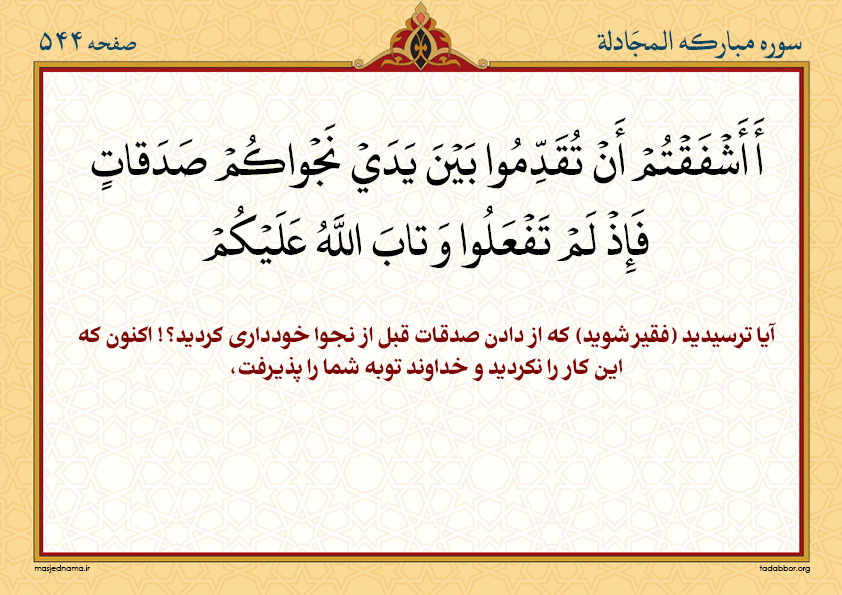 سوره مبارکه المجَادلة
صفحه ۵۴۴
أَأَشْفَقْتُمْ أَنْ تُقَدِّمُوا بَيْنَ يَدَيْ نَجْواكُمْ صَدَقاتٍ
فَإِذْ لَمْ تَفْعَلُوا وَ تابَ اللَّهُ عَلَيْكُمْ
آیا ترسیدید (فقیر شوید) که از دادن صدقات قبل از نجوا خودداری کردید؟! اکنون که
این کار را نکردید و خداوند توبه شما را پذیرفت،
masjednama.ir
tadabbor.org